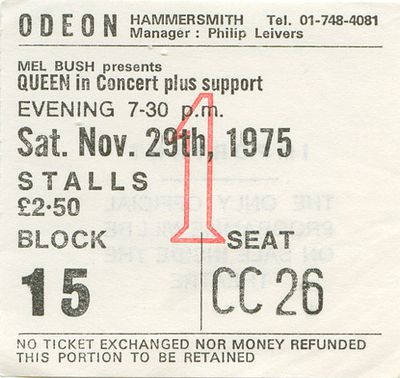 ODEON HAMMERSMITH Tel. 01-748-4081
Manager : Philip Leivers
MEL BUSH presents
QUEEN in Concert plus support
EVENING 7-30 p.m.
Sat. Nov. 29th, 1975
1
STALLS
£2·50
BLOCK SEAT
15 CC 26
NO TICKET EXCHANGED NOR MONEY REFUNDED
THIS PORTION TO BE RETAINED